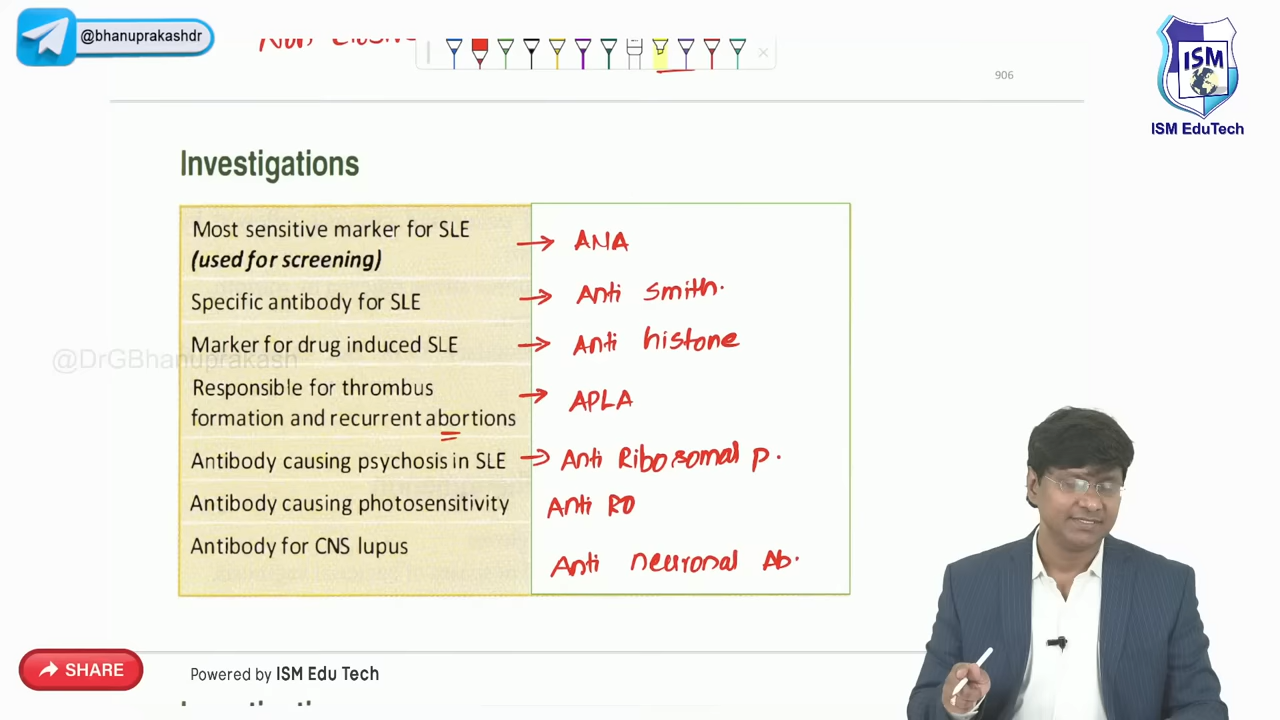 @bhanuprakashdr
906
ISM
ISM EduTech
Investigations
Most sensitive marker for SLE
(used for screening)
→ ANA
Specific antibody for SLE → Anti Smith.
Marker for drug induced SLE → Anti histone
@DrGBhanuprakash
Responsible for thrombus
formation and recurrent abortions
→ APLA
Antibody causing psychosis in SLE → Anti Ribosomal p.
Antibody causing photosensitivity Anti RO
Antibody for CNS lupus Anti neuronal Ab.
SHARE
Powered by ISM Edu Tech